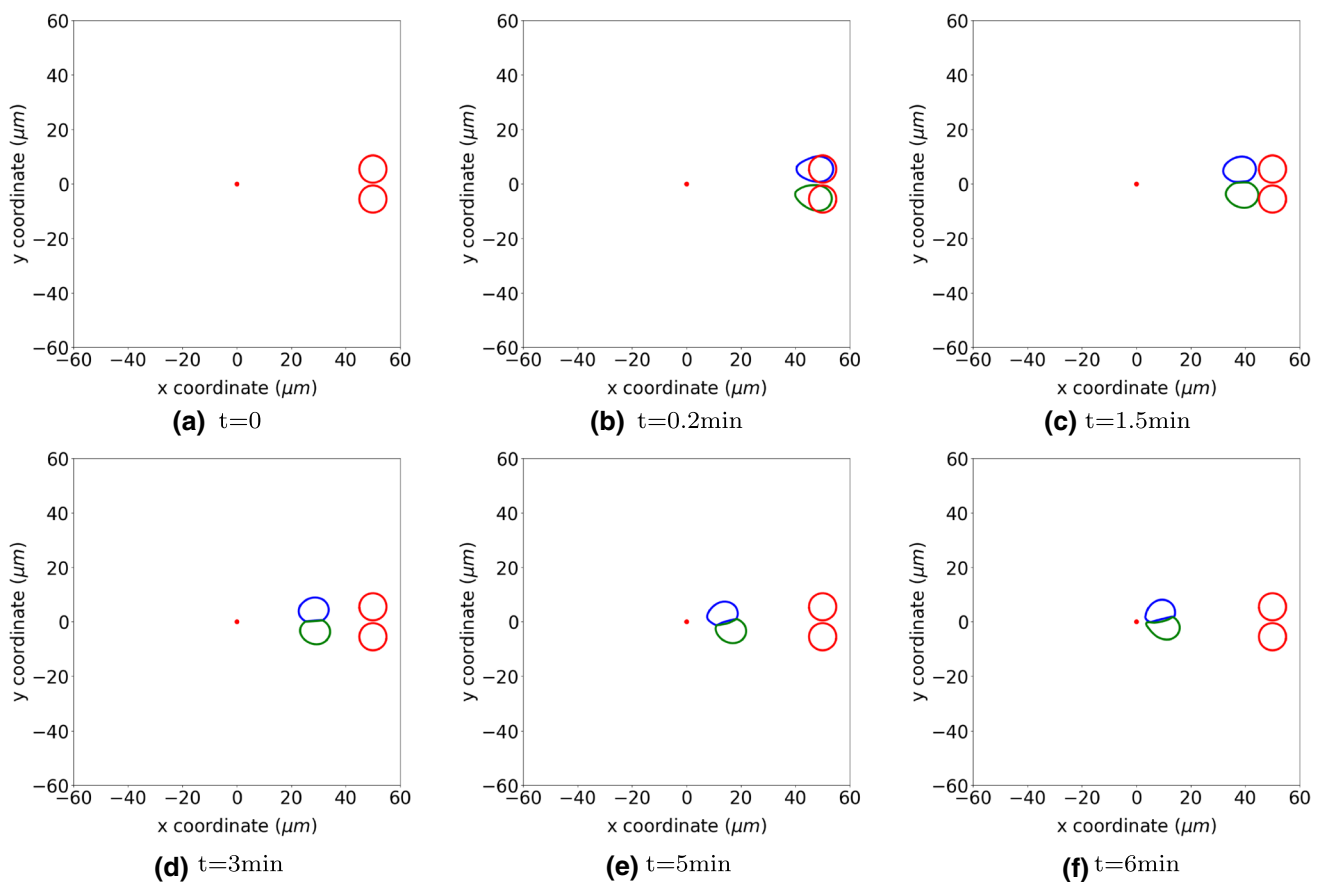 60
40
20
0
−20
−40
−60
y coordinate (μm)
−60 −40 −20 0 20 40 60
x coordinate (μm)
(a) t=0
60
40
20
0
−20
−40
−60
y coordinate (μm)
−60 −40 −20 0 20 40 60
x coordinate (μm)
(b) t=0.2min
60
40
20
0
−20
−40
−60
y coordinate (μm)
−60 −40 −20 0 20 40 60
x coordinate (μm)
(c) t=1.5min
60
40
20
0
−20
−40
−60
y coordinate (μm)
−60 −40 −20 0 20 40 60
x coordinate (μm)
(d) t=3min
60
40
20
0
−20
−40
−60
y coordinate (μm)
−60 −40 −20 0 20 40 60
x coordinate (μm)
(e) t=5min
60
40
20
0
−20
−40
−60
y coordinate (μm)
−60 −40 −20 0 20 40 60
x coordinate (μm)
(f) t=6min